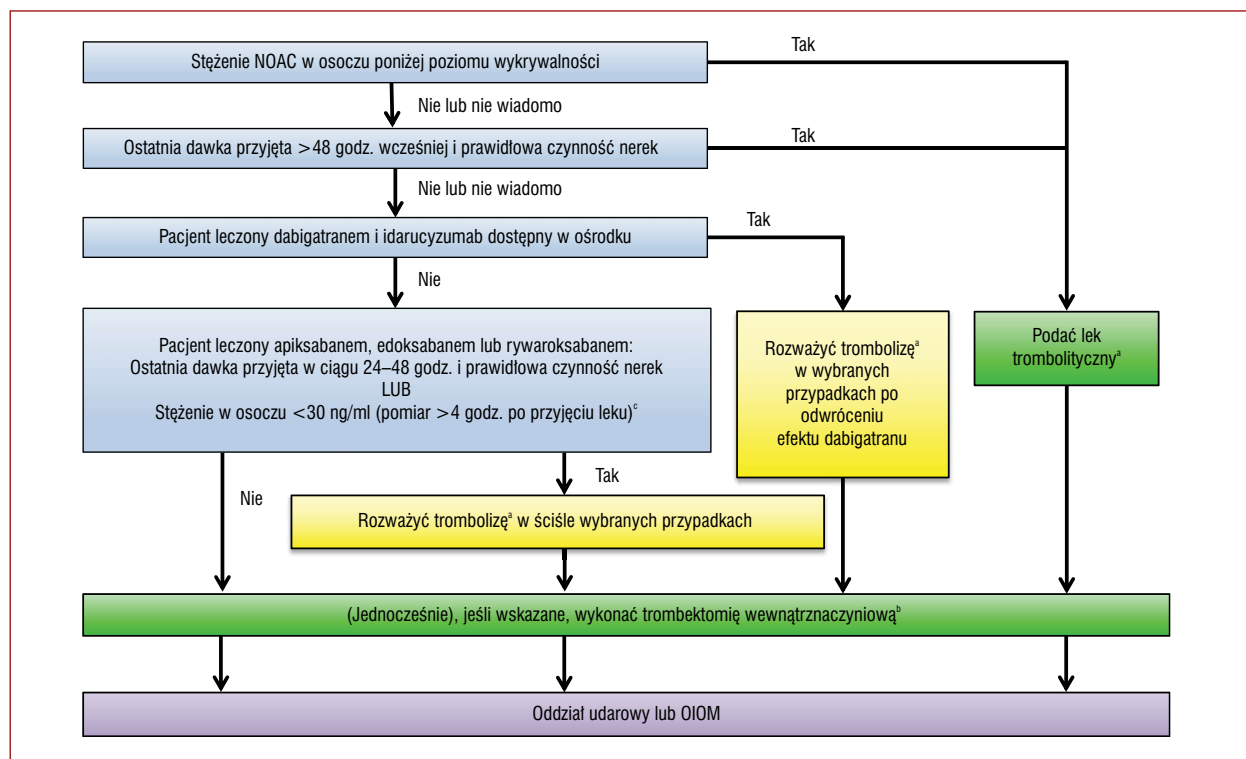 Stężenie NOAC w osoczu poniżej poziomu wykrywalności
Tak
Nie lub nie wiadomo
Ostatnia dawka przyjęta >48 godz. wcześniej i prawidłowa czynność nerek
Tak
Nie lub nie wiadomo
Pacjent leczony dabigatranem i idarucyzumab dostępny w ośrodku
Tak
Nie
Pacjent leczony apiksabanem, edoksabanem lub rywaroksabanem:
Ostatnia dawka przyjęta w ciągu 24–48 godz. i prawidłowa czynność nerek
LUB
Stężenie w osoczu <30 ng/ml (pomiar >4 godz. po przyjęciu leku)ᶜ
Rozważyć trombolizęᵃ
w wybranych
przypadkach po
odwróceniu
efektu dabigatranu
Podać lek
trombolitycznyᵃ
Nie
Tak
Rozważyć trombolizęᵃ w ściśle wybranych przypadkach
(Jednocześnie), jeśli wskazane, wykonać trombektomię wewnątrznaczyniowąᵇ
Oddział udarowy lub OIOM